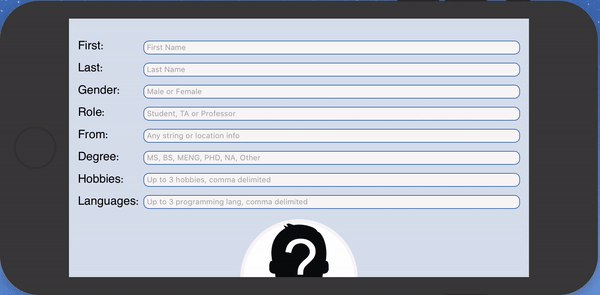 First: First Name
Last: Last Name
Gender: Male or Female
Role: Student, TA or Professor
From: Any string or location info
Degree: MS, BS, MENG, PHD, NA, Other
Hobbies: Up to 3 hobbies, comma delimited
Languages: Up to 3 programming lang, comma delimited
?